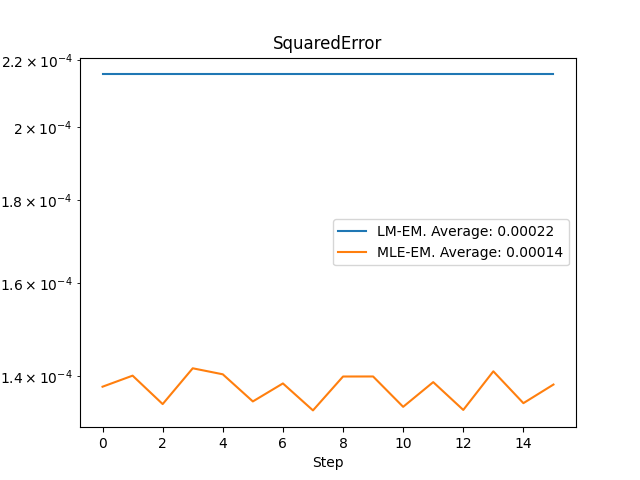 SquaredError
2.2 × 10⁻⁴
2 × 10⁻⁴
1.8 × 10⁻⁴
1.6 × 10⁻⁴
1.4 × 10⁻⁴
LM-EM. Average: 0.00022
MLE-EM. Average: 0.00014
0 2 4 6 8 10 12 14
Step